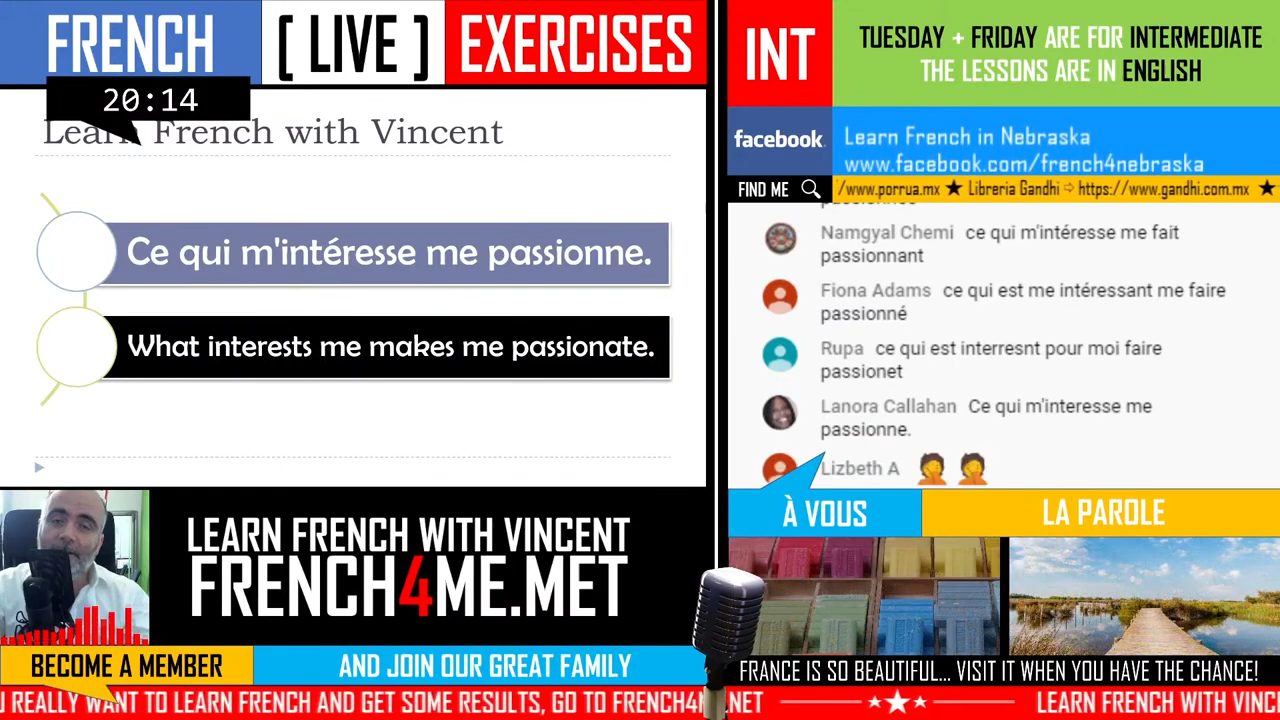 FRENCH
[ LIVE ]
EXERCISES
20:14
Learn French with Vincent
Ce qui m'intéresse me passionne.
What interests me makes me passionate.
LEARN FRENCH WITH VINCENT
FRENCH4ME.MET
BECOME A MEMBER
AND JOIN OUR GREAT FAMILY
INT
TUESDAY + FRIDAY ARE FOR INTERMEDIATE
THE LESSONS ARE IN ENGLISH
facebook.
Learn French in Nebraska
www.facebook.com/french4nebraska
FIND ME
/www.porrua.mx ★ Libreria Gandhi ⇨ https://www.gandhi.com.mx ★
Namgyal Chemi ce qui m'intéresse me fait
passionnant
Fiona Adams ce qui est me intéressant me faire
passionné
Rupa ce qui est interresnt pour moi faire
passionet
Lanora Callahan Ce qui m'interesse me
passionne.
Lizbeth A 🤦 🤦
À VOUS
LA PAROLE
FRANCE IS SO BEAUTIFUL... VISIT IT WHEN YOU HAVE THE CHANCE!
REALLY WANT TO LEARN FRENCH AND GET SOME RESULTS, GO TO FRENCH4 .NET ★ LEARN FRENCH WITH